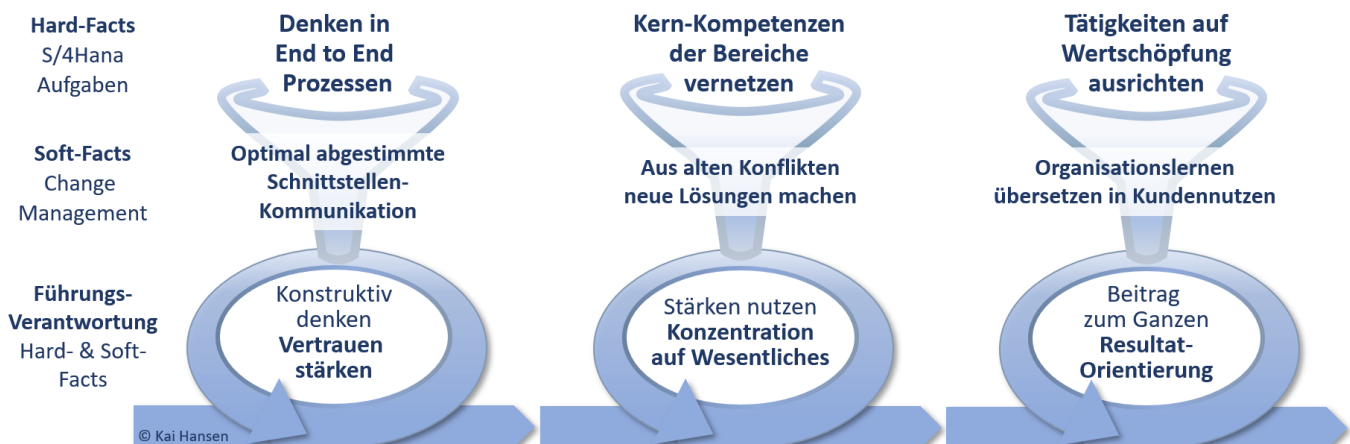 Hard-Facts
S/4Hana
Aufgaben
Denken in
End to End
Prozessen
Kern-Kompetenzen
der Bereiche
vernetzen
Tätigkeiten auf
Wertschöpfung
ausrichten
Soft-Facts
Change
Management
Optimal abgestimmte
Schnittstellen-
Kommunikation
Aus alten Konflikten
neue Lösungen machen
Organisationslernen
übersetzen in Kundennutzen
Führungs-
Verantwortung
Hard- & Soft-
Facts
Konstruktiv
denken
Vertrauen
stärken
Stärken nutzen
Konzentration
auf Wesentliches
Beitrag
zum Ganzen
Resultat-
Orientierung
© Kai Hansen